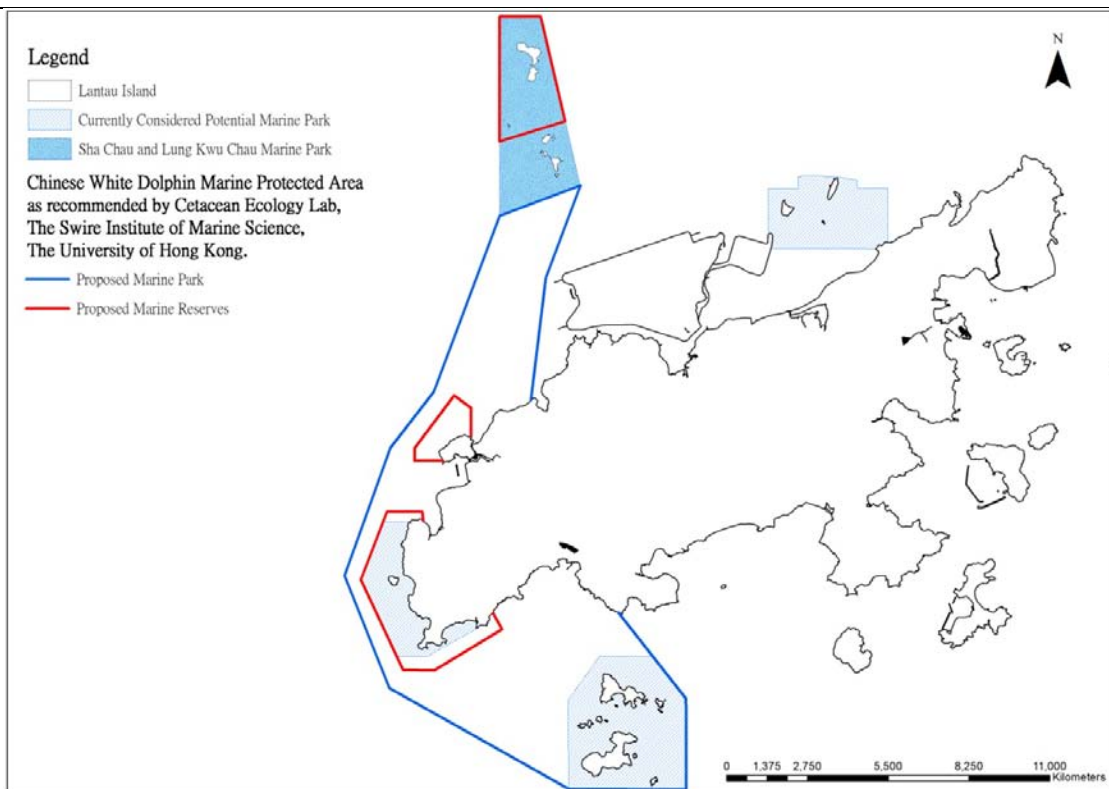 N
Legend
Lantau Island
Currently Considered Potential Marine Park
Sha Chau and Lung Kwu Chau Marine Park
Chinese White Dolphin Marine Protected Area
as recommended by Cetacean Ecology Lab,
The Swire Institute of Marine Science,
The University of Hong Kong.
Proposed Marine Park
Proposed Marine Reserves
0 1,375 2,750 5,500 8,250 11,000
Kilometers